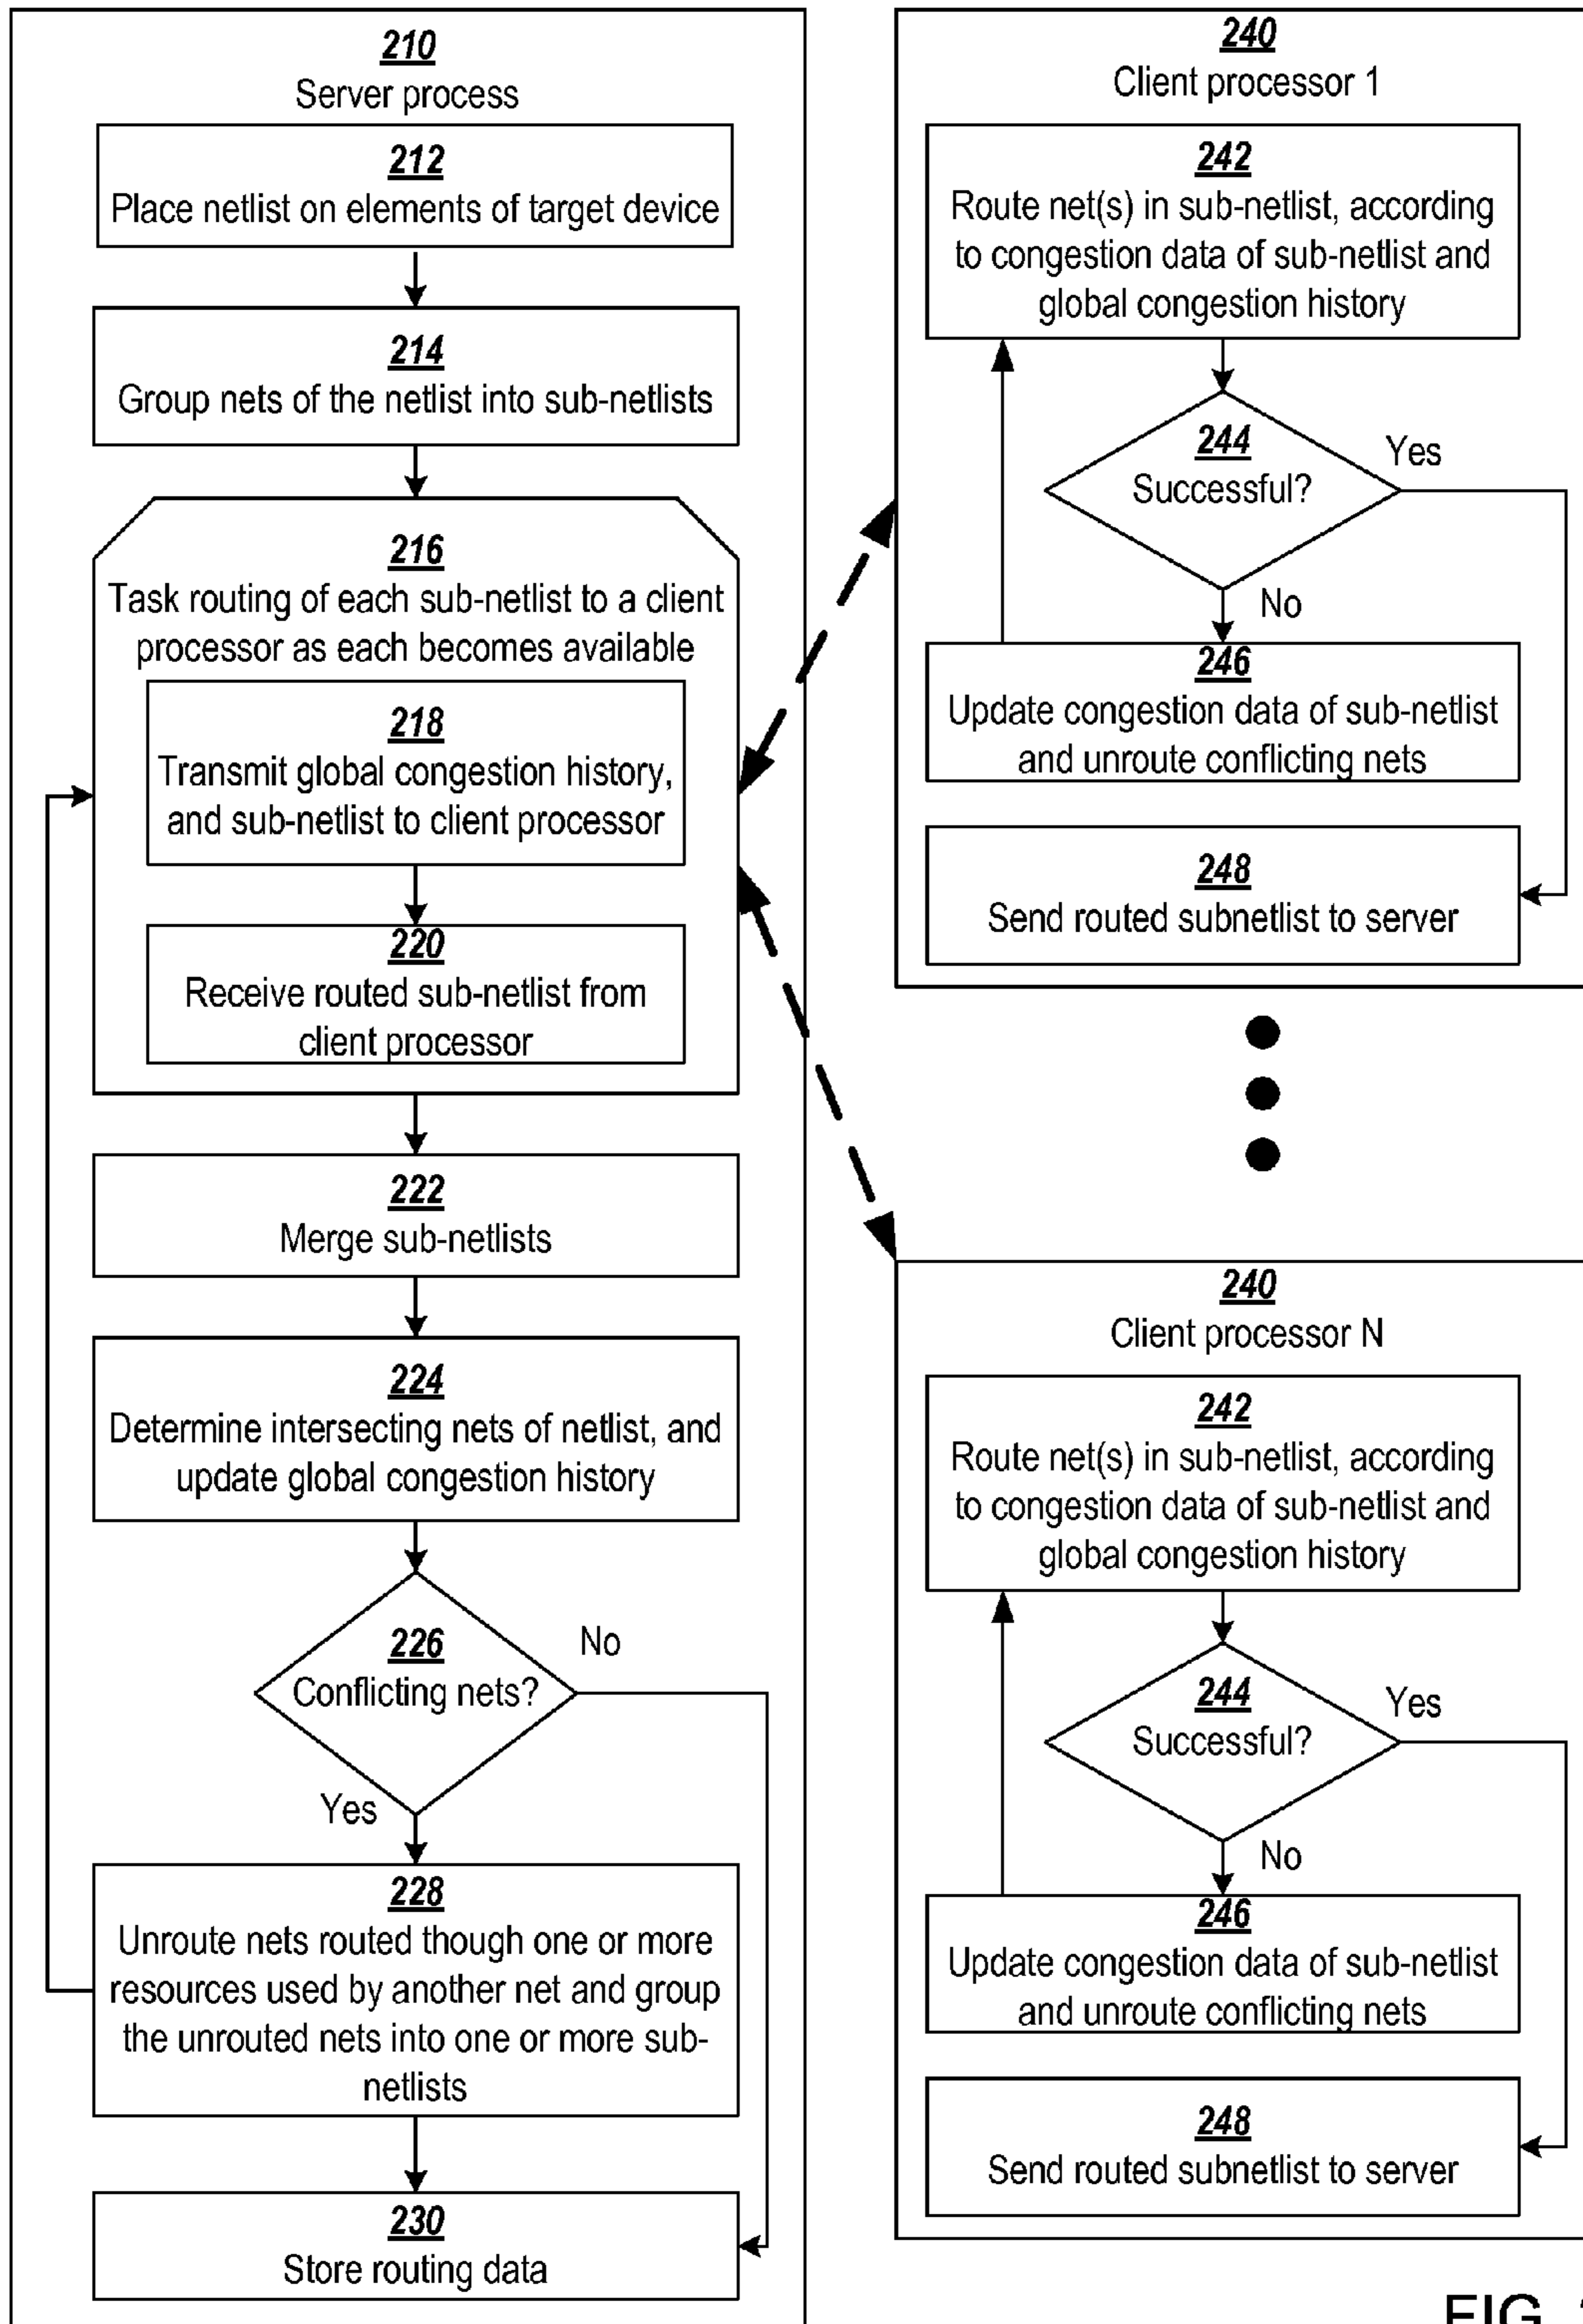 210
Server process
212
Place netlist on elements of target device
214
Group nets of the netlist into sub-netlists
216
Task routing of each sub-netlist to a client
processor as each becomes available
218
Transmit global congestion history,
and sub-netlist to client processor
220
Receive routed sub-netlist from
client processor
222
Merge sub-netlists
224
Determine intersecting nets of netlist, and
update global congestion history
226
Conflicting nets?
No
Yes
228
Unroute nets routed though one or more
resources used by another net and group
the unrouted nets into one or more sub-
netlists
230
Store routing data
240
Client processor 1
242
Route net(s) in sub-netlist, according
to congestion data of sub-netlist and
global congestion history
244
Successful?
Yes
No
246
Update congestion data of sub-netlist
and unroute conflicting nets
248
Send routed subnetlist to server
240
Client processor N
242
Route net(s) in sub-netlist, according
to congestion data of sub-netlist and
global congestion history
244
Successful?
Yes
No
246
Update congestion data of sub-netlist
and unroute conflicting nets
248
Send routed subnetlist to server
FIG.